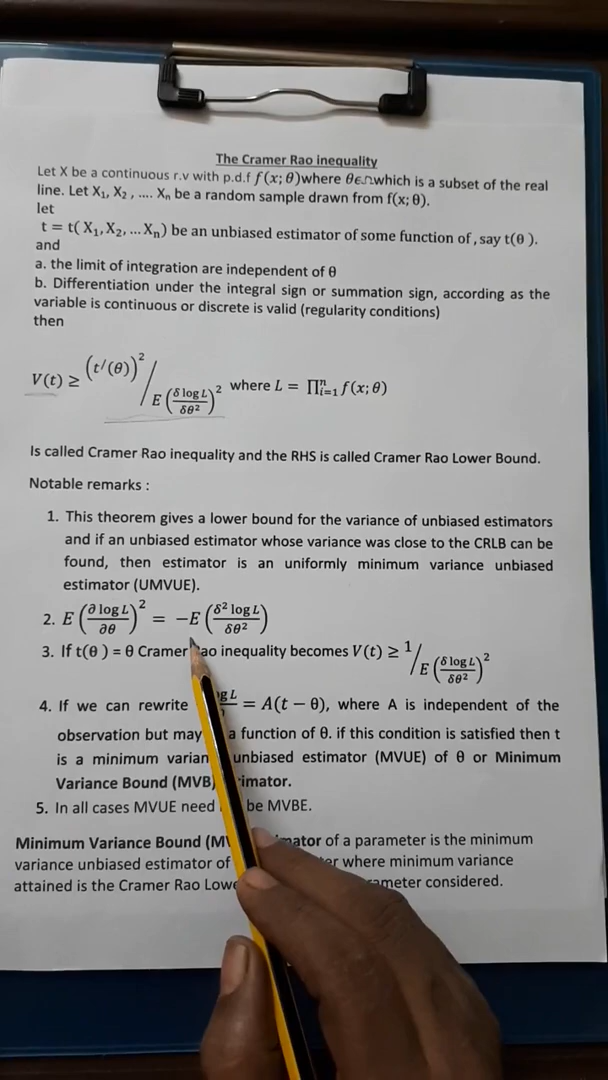 The Cramer Rao inequality
Let X be a continuous r.v with p.d.f f(x; θ)where θϵΩwhich is a subset of the real
line. Let X₁, X₂ , .... Xₙ be a random sample drawn from f(x; θ).
let
t = t( X₁, X₂, ... Xₙ) be an unbiased estimator of some function of , say t(θ ).
and
a. the limit of integration are independent of θ
b. Differentiation under the integral sign or summation sign, according as the
variable is continuous or discrete is valid (regularity conditions)
then
V(t) ≥ (t′(θ))² / E(δ log L / δθ²)² where L = ∏ⁿᵢ₌₁ f(x; θ)
Is called Cramer Rao inequality and the RHS is called Cramer Rao Lower Bound.
Notable remarks :
1. This theorem gives a lower bound for the variance of unbiased estimators
and if an unbiased estimator whose variance was close to the CRLB can be
found, then estimator is an uniformly minimum variance unbiased
estimator (UMVUE).
2. E(∂ log L / ∂θ)² = −E(δ² log L / δθ²)
3. If t(θ ) = θ Cramer ao inequality becomes V(t) ≥ 1 / E(δ log L / δθ²)²
4. If we can rewrite L = A(t − θ), where A is independent of the
observation but may a function of θ. if this condition is satisfied then t
is a minimum varian unbiased estimator (MVUE) of θ or Minimum
Variance Bound (MVB) imator.
5. In all cases MVUE need be MVBE.
Minimum Variance Bound (M mator of a parameter is the minimum
variance unbiased estimator of er where minimum variance
attained is the Cramer Rao Lowe ameter considered.